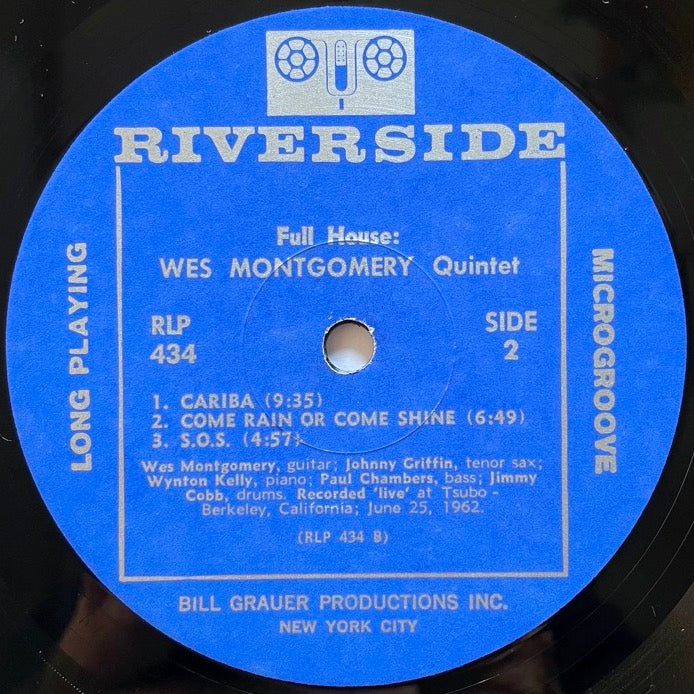 RIVERSIDE
Full House:
WES MONTGOMERY Quintet
RLP
434
SIDE
2
LONG PLAYING
MICROGROOVE
1. CARIBA (9:35)
2. COME RAIN OR COME SHINE (6:49)
3. S.O.S. (4:57)
Wes Montgomery, guitar; Johnny Griffin, tenor sax;
Wynton Kelly, piano; Paul Chambers, bass; Jimmy
Cobb, drums. Recorded 'live' at Tsubo -
Berkeley, California; June 25, 1962.
(RLP 434 B)
BILL GRAUER PRODUCTIONS INC.
NEW YORK CITY